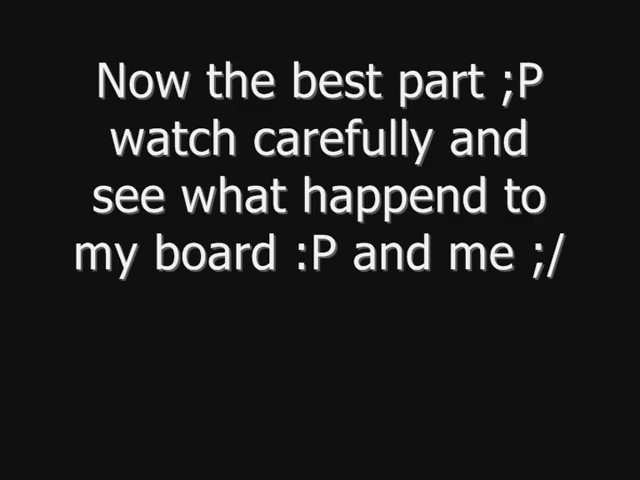 Now the best part ;P
watch carefully and
see what happend to
my board :P and me ;/